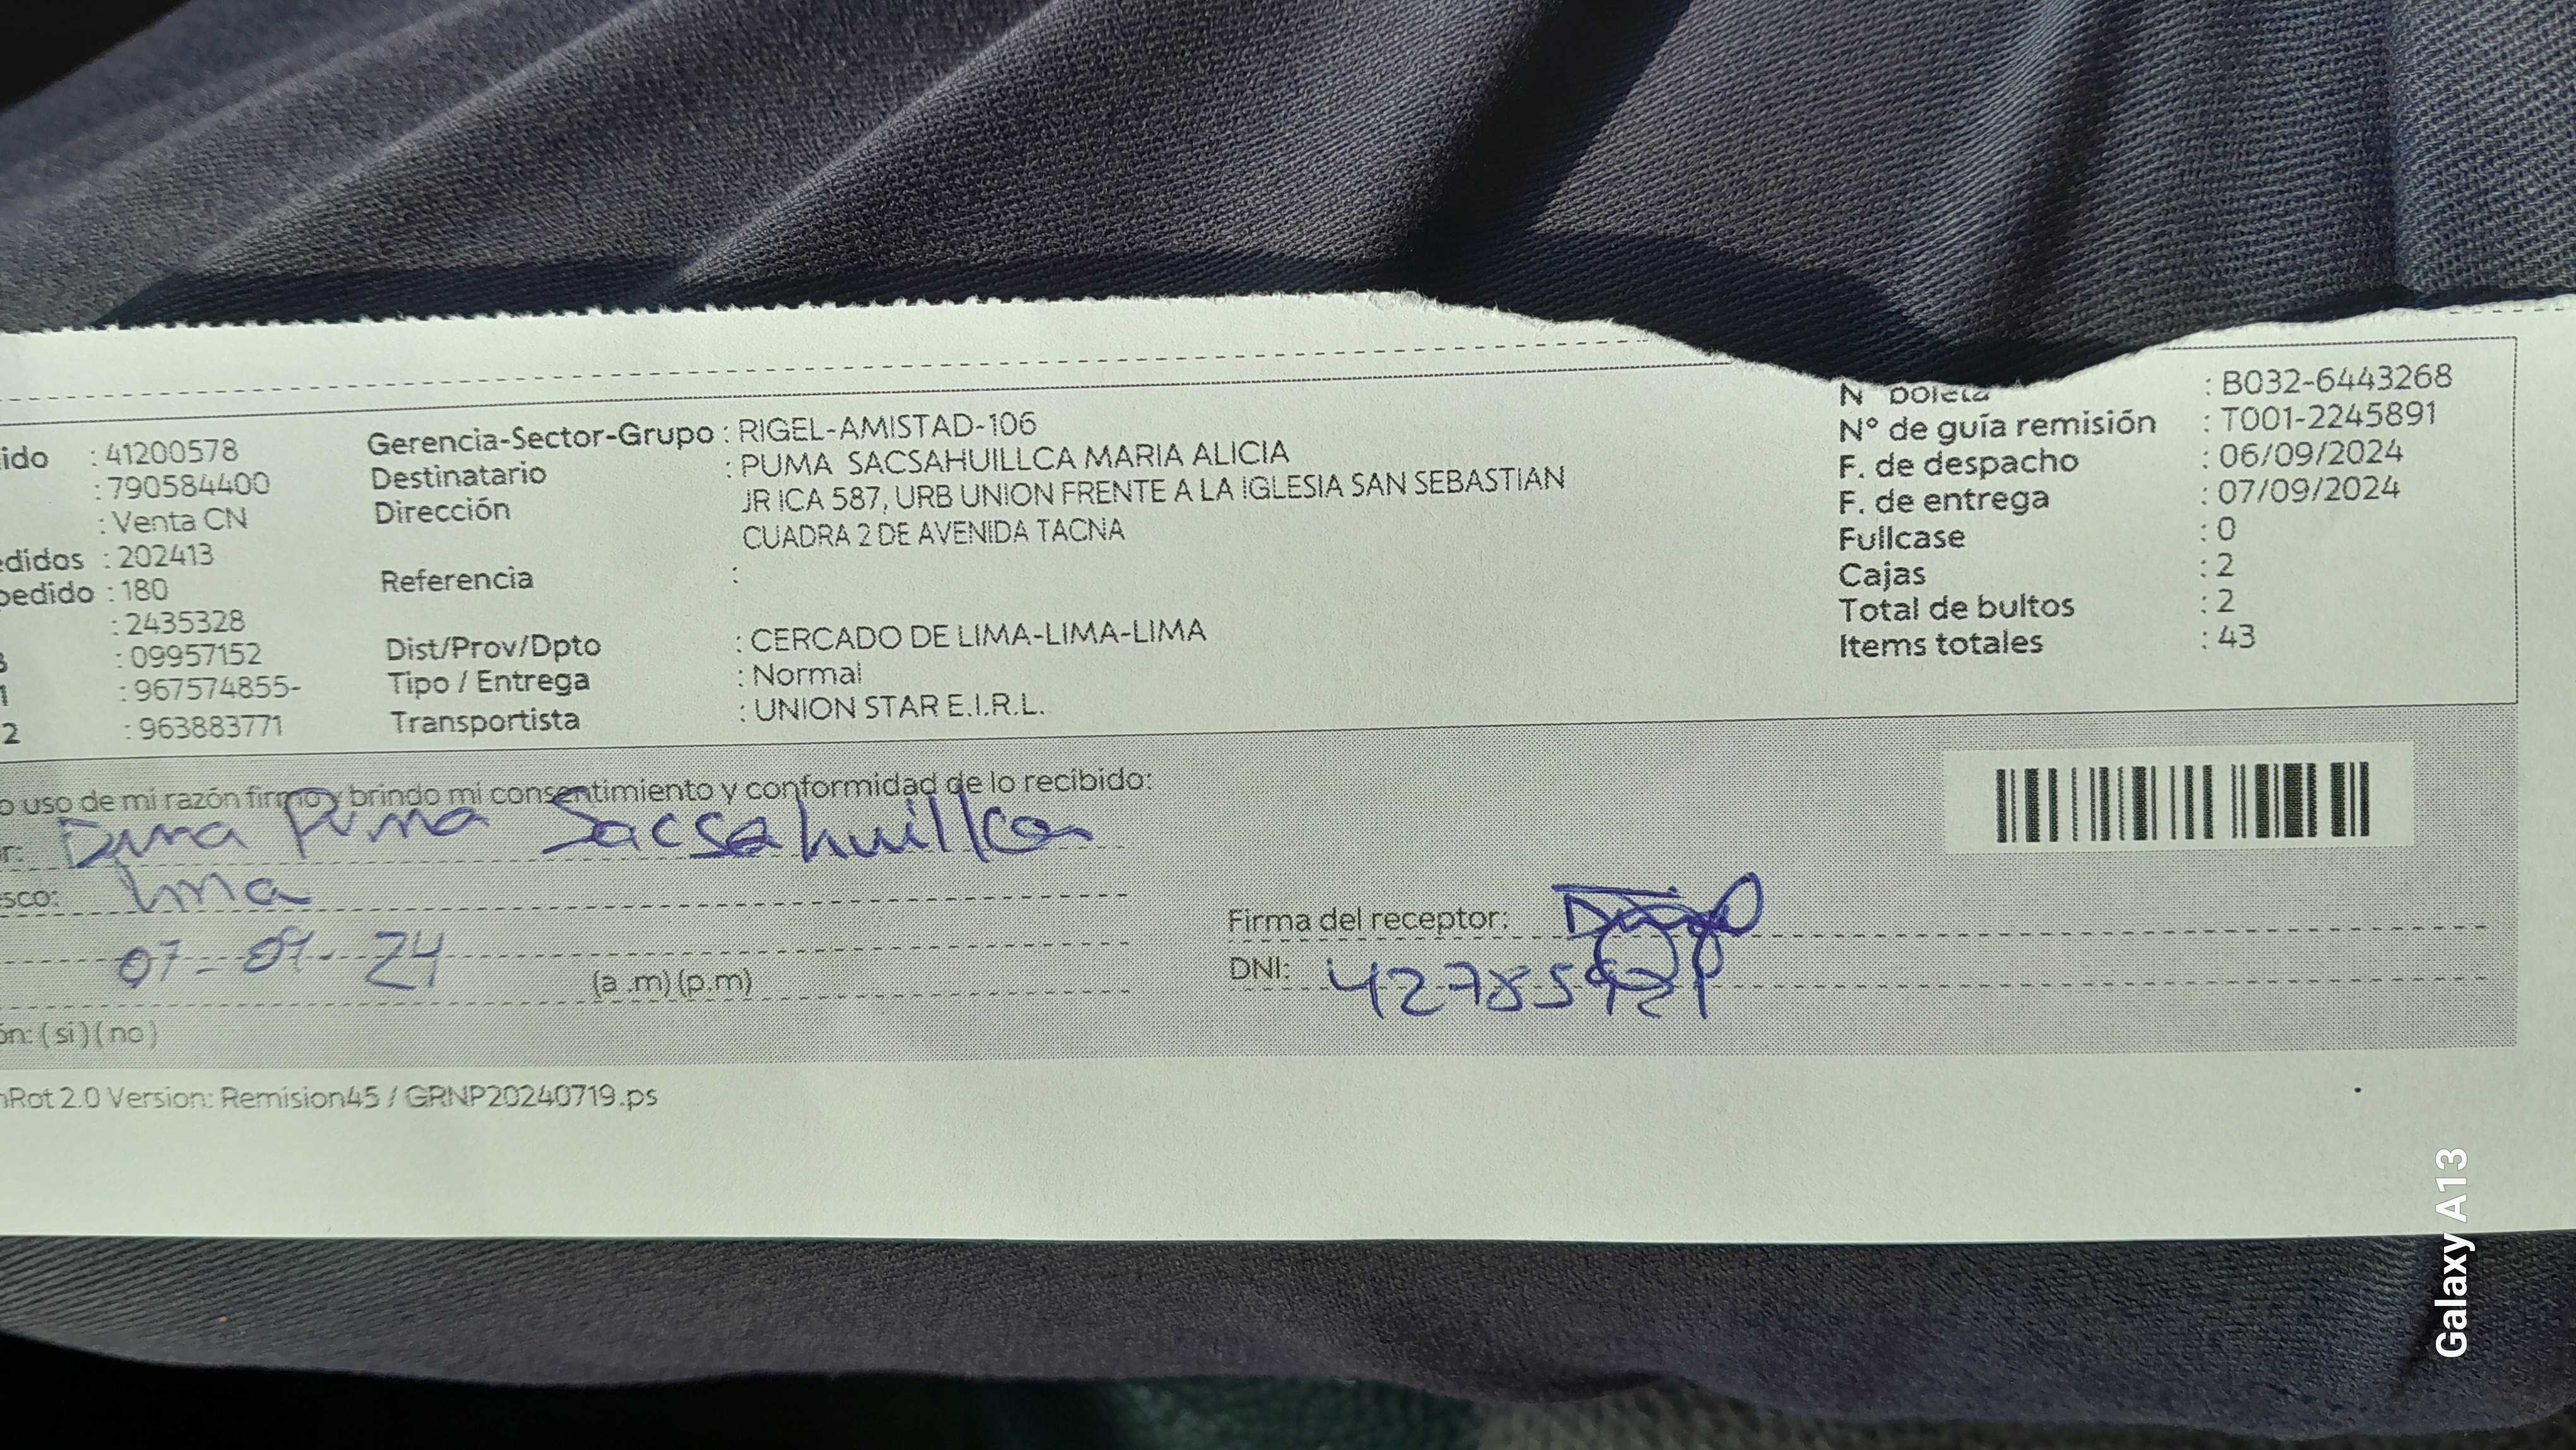 ido : 41200578
: 790584400
: Venta CN
edidos : 202413
pedido : 180
: 2435328
: 09957152
1 : 967574855-
2 : 963883771
Gerencia-Sector-Grupo : RIGEL-AMISTAD-106
Destinatario : PUMA SACSAHUILLCA MARIA ALICIA
Dirección JR ICA 587, URB UNION FRENTE A LA IGLESIA SAN SEBASTIAN
CUADRA 2 DE AVENIDA TACNA
Referencia :
Dist/Prov/Dpto : CERCADO DE LIMA-LIMA-LIMA
Tipo / Entrega : Normal
Transportista : UNION STAR E.I.R.L.
N° boleta : B032-6443268
N° de guía remisión : T001-2245891
F. de despacho : 06/09/2024
F. de entrega : 07/09/2024
Fullcase : 0
Cajas : 2
Total de bultos : 2
Items totales : 43
o uso de mi razón firmo y brindo mi consentimiento y conformidad de lo recibido:
r: Puma Sacsahuillca
esco:
07-09-24
(a .m) (p.m)
ón: ( si ) ( no )
Firma del receptor:
DNI:
nRot 2.0 Version: Remision45 / GRNP20240719.ps
Galaxy A13